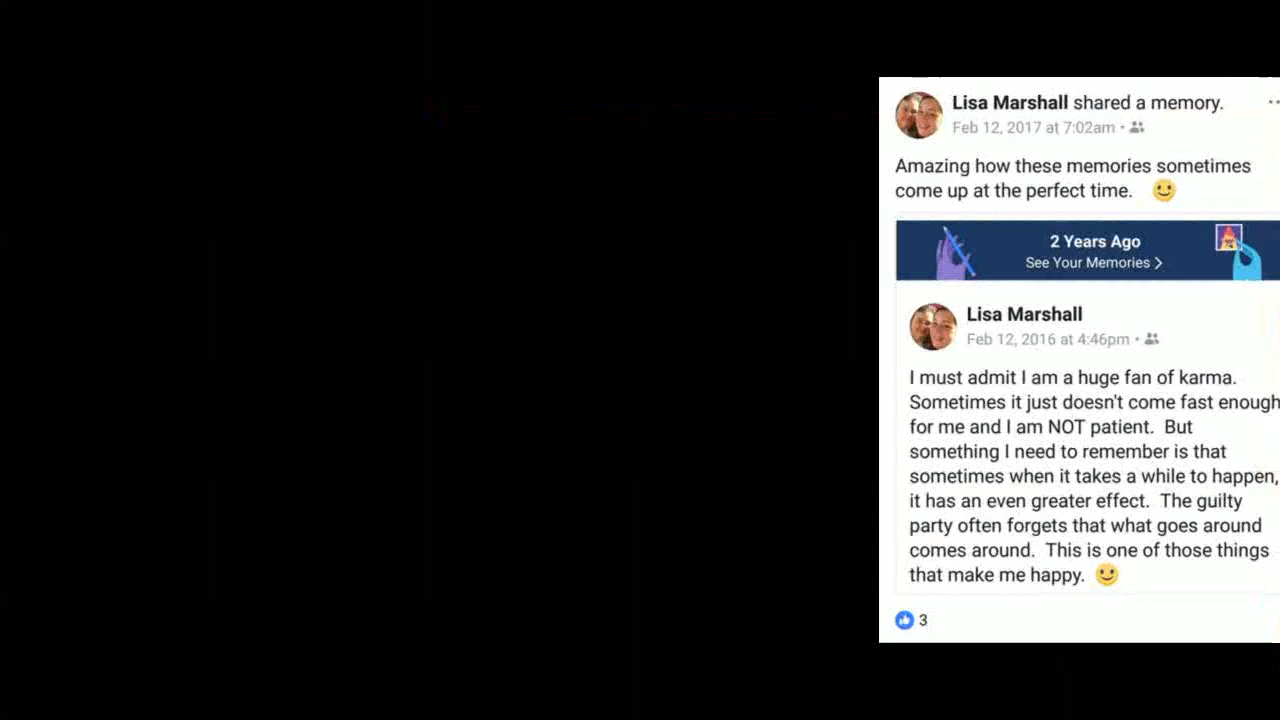 Lisa Marshall shared a memory.
Feb 12, 2017 at 7:02am •
Amazing how these memories sometimes
come up at the perfect time. 🙂
2 Years Ago
See Your Memories >
Lisa Marshall
Feb 12, 2016 at 4:46pm •
I must admit I am a huge fan of karma.
Sometimes it just doesn't come fast enough
for me and I am NOT patient. But
something I need to remember is that
sometimes when it takes a while to happen,
it has an even greater effect. The guilty
party often forgets that what goes around
comes around. This is one of those things
that make me happy. 🙂
3